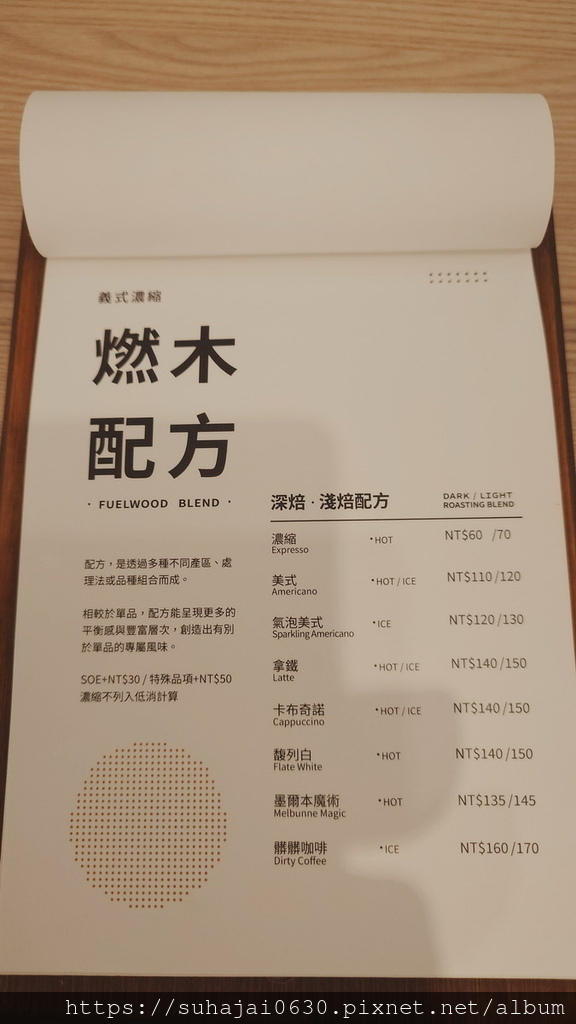 義式濃縮
燃木
配方
· FUELWOOD BLEND ·
配方，是透過多種不同產區、處
理法或品種組合而成。
相較於單品，配方能呈現更多的
平衡感與豐富層次，創造出有別
於單品的專屬風味。
SOE+NT$30 / 特殊品項+NT$50
濃縮不列入低消計算
深焙 · 淺焙配方
DARK / LIGHT
ROASTING BLEND
濃縮 •HOT NT$60 /70
Expresso
美式 •HOT / ICE NT$110/120
Americano
氣泡美式 •ICE NT$120/130
Sparkling Americano
拿鐵 •HOT / ICE NT$140/150
Latte
卡布奇諾 •HOT / ICE NT$140/150
Cappuccino
馥列白 •HOT NT$140/150
Flate White
墨爾本魔術 •HOT NT$135/145
Melbunne Magic
髒髒咖啡 •ICE NT$160/170
Dirty Coffee
https://suhajai0630.pixnet.net/album